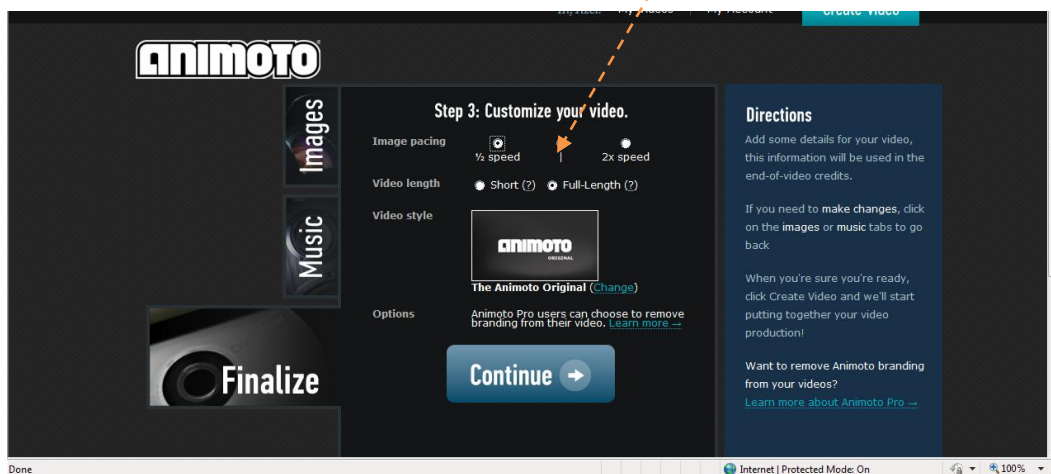 My Videos
My Account
Create Video
ANIMOTO
Images
Music
Finalize
Step 3: Customize your video.
Image pacing
½ speed | 2x speed
Video length
Short (?) Full-Length (?)
Video style
ANIMOTO
ORIGINAL
The Animoto Original (Change)
Options
Animoto Pro users can choose to remove
branding from their video. Learn more →
Continue
Directions
Add some details for your video,
this information will be used in the
end-of-video credits.
If you need to make changes, click
on the images or music tabs to go
back
When you're sure you're ready,
click Create Video and we'll start
putting together your video
production!
Want to remove Animoto branding
from your videos?
Learn more about Animoto Pro →
Done
Internet | Protected Mode: On
100%